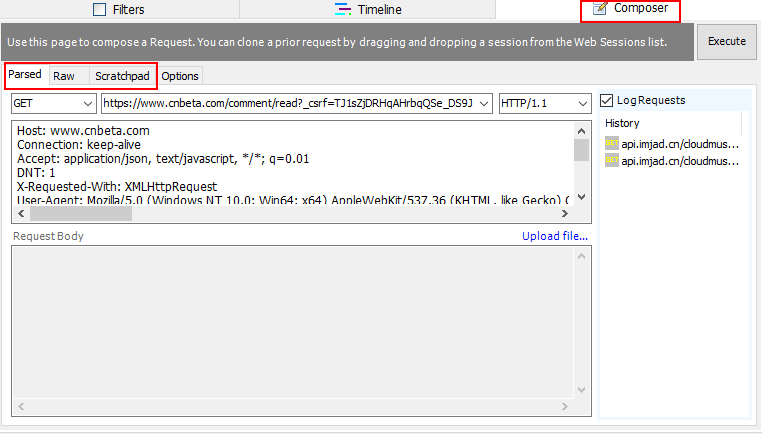 Filters Timeline Composer
Use this page to compose a Request. You can clone a prior request by dragging and dropping a session from the Web Sessions list. Execute
Parsed Raw Scratchpad Options
GET https://www.cnbeta.com/comment/read?_csrf=TJ1sZjDRHqAHrbqQSe_DS9J HTTP/1.1 Log Requests
Host: www.cnbeta.com
Connection: keep-alive
Accept: application/json, text/javascript, */*; q=0.01
DNT: 1
X-Requested-With: XMLHttpRequest
User-Agent: Mozilla/5.0 (Windows NT 10.0; Win64; x64) AppleWebKit/537.36 (KHTML, like Gecko) C
History
GET api.imjad.cn/cloudmus...
GET api.imjad.cn/cloudmus...
Request Body Upload file...